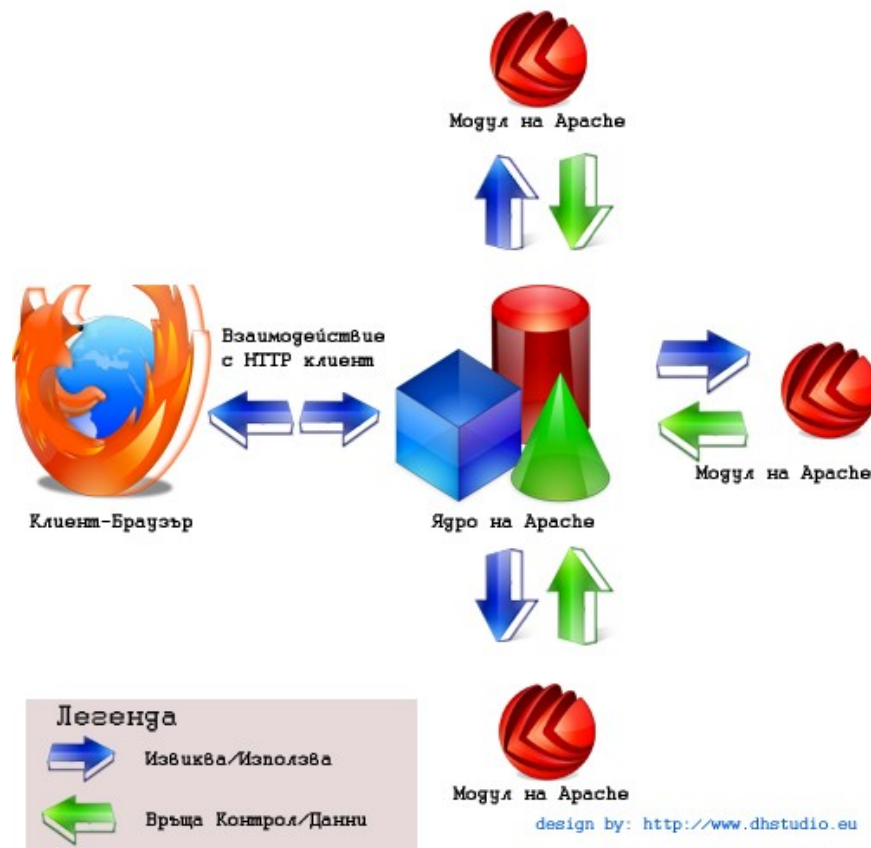 Модул на Apache
Взаимодействие
с HTTP клиент
Модул на Apache
Клиент-Браузър
Ядро на Apache
Легенда
Извиква/Използва
Връща Контрол/Данни
Модул на Apache
design by: http://www.dhstudio.eu